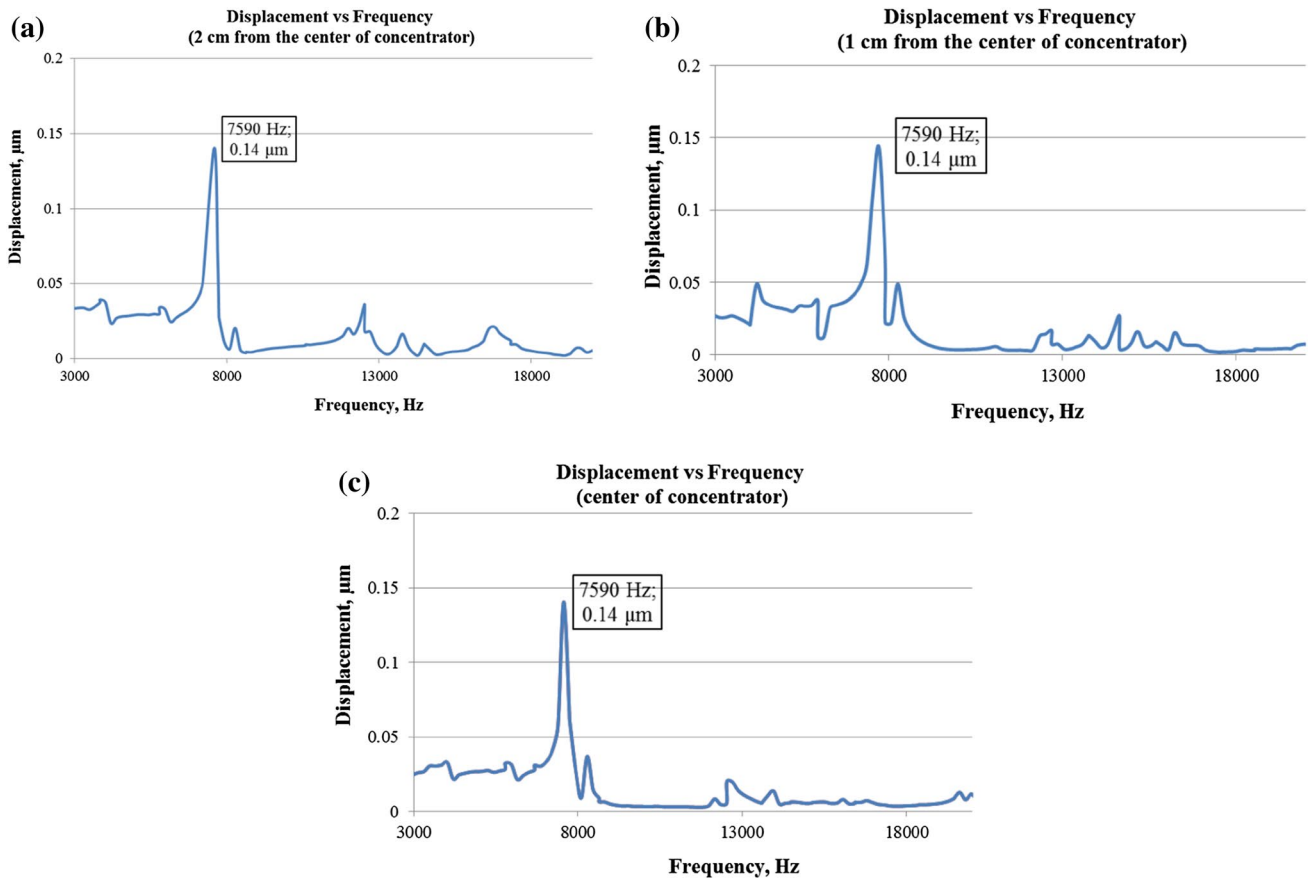 (a)
Displacement vs Frequency
(2 cm from the center of concentrator)
0.2
0.15
0.1
0.05
0
Displacement, µm
7590 Hz;
0.14 µm
3000
8000
13000
18000
Frequency, Hz
(b)
Displacement vs Frequency
(1 cm from the center of concentrator)
0.2
0.15
0.1
0.05
0
Displacement, µm
7590 Hz;
0.14 µm
3000
8000
13000
18000
Frequency, Hz
(c)
Displacement vs Frequency
(center of concentrator)
0.2
0.15
0.1
0.05
0
Displacement, µm
7590 Hz;
0.14 µm
3000
8000
13000
18000
Frequency, Hz